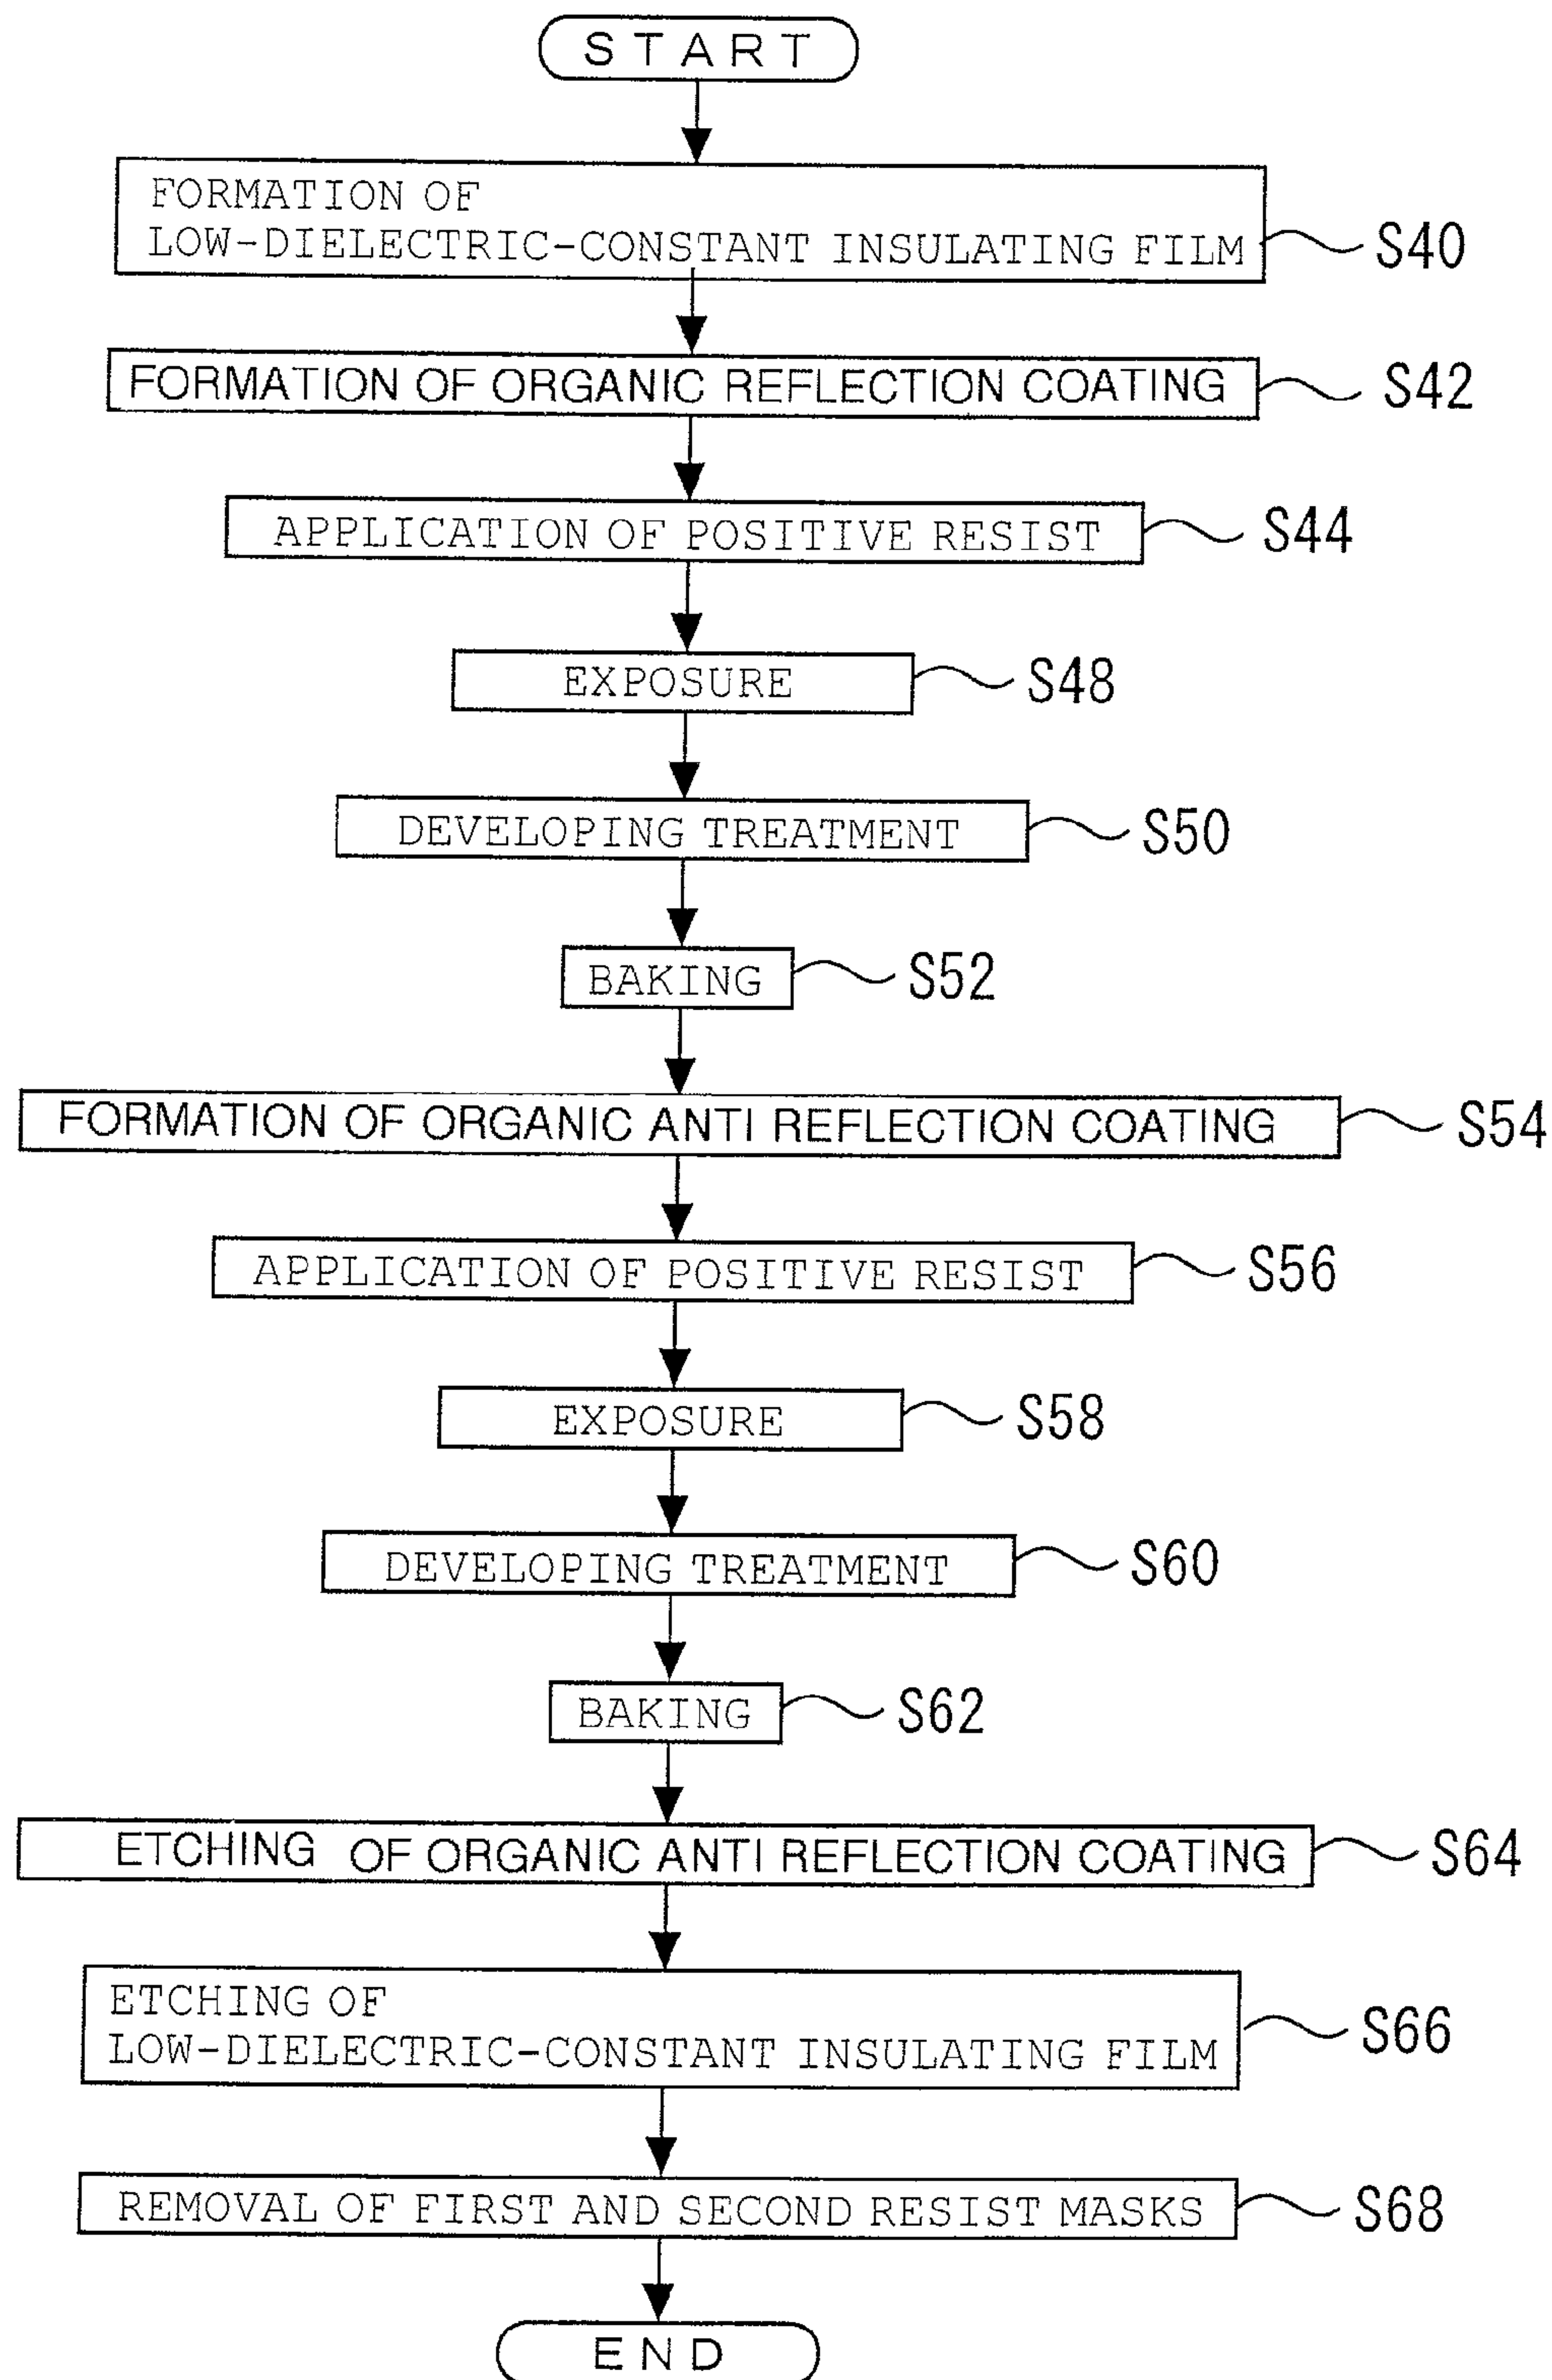 START
FORMATION OF
LOW-DIELECTRIC-CONSTANT INSULATING FILM
S40
FORMATION OF ORGANIC REFLECTION COATING
S42
APPLICATION OF POSITIVE RESIST
S44
EXPOSURE
S48
DEVELOPING TREATMENT
S50
BAKING
S52
FORMATION OF ORGANIC ANTI REFLECTION COATING
S54
APPLICATION OF POSITIVE RESIST
S56
EXPOSURE
S58
DEVELOPING TREATMENT
S60
BAKING
S62
ETCHING OF ORGANIC ANTI REFLECTION COATING
S64
ETCHING OF
LOW-DIELECTRIC-CONSTANT INSULATING FILM
S66
REMOVAL OF FIRST AND SECOND RESIST MASKS
S68
END